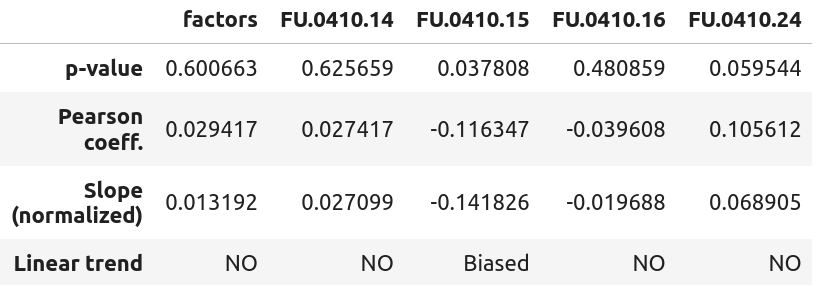 factors FU.0410.14 FU.0410.15 FU.0410.16 FU.0410.24
p-value 0.600663 0.625659 0.037808 0.480859 0.059544
Pearson
coeff. 0.029417 0.027417 -0.116347 -0.039608 0.105612
Slope
(normalized) 0.013192 0.027099 -0.141826 -0.019688 0.068905
Linear trend NO NO Biased NO NO